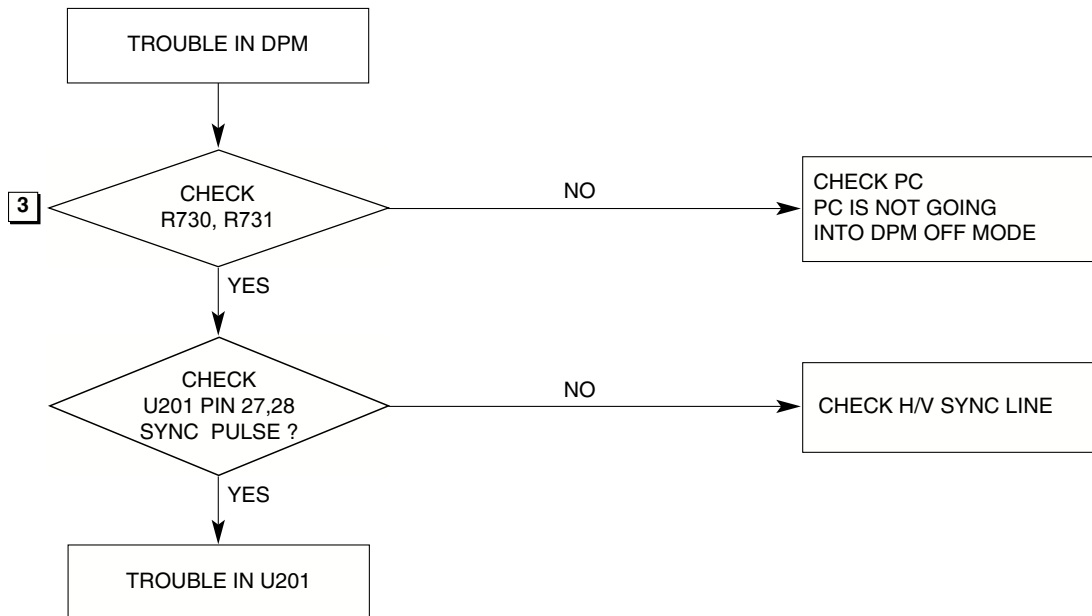 TROUBLE IN DPM
3
CHECK
R730, R731
NO
CHECK PC
PC IS NOT GOING
INTO DPM OFF MODE
YES
CHECK
U201 PIN 27,28
SYNC PULSE ?
NO
CHECK H/V SYNC LINE
YES
TROUBLE IN U201